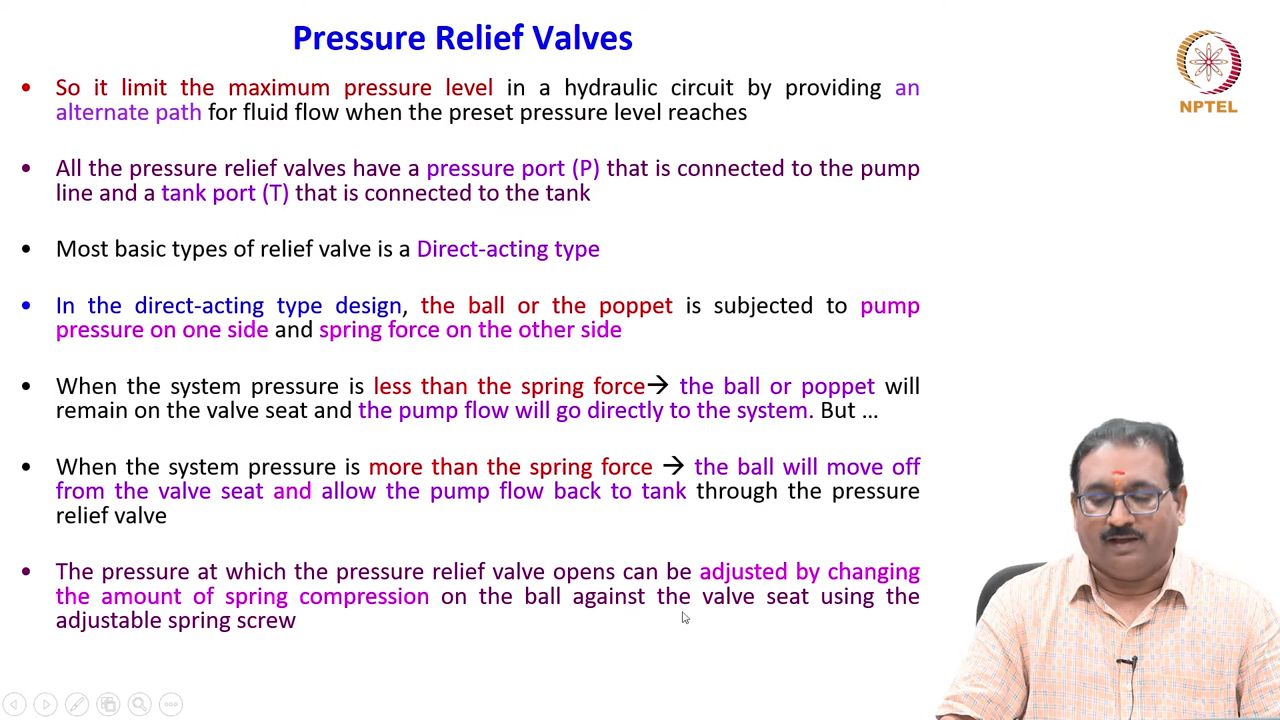 Pressure Relief Valves
NPTEL
• So it limit the maximum pressure level in a hydraulic circuit by providing an
alternate path for fluid flow when the preset pressure level reaches
• All the pressure relief valves have a pressure port (P) that is connected to the pump
line and a tank port (T) that is connected to the tank
• Most basic types of relief valve is a Direct-acting type
• In the direct-acting type design, the ball or the poppet is subjected to pump
pressure on one side and spring force on the other side
• When the system pressure is less than the spring force→ the ball or poppet will
remain on the valve seat and the pump flow will go directly to the system. But ...
• When the system pressure is more than the spring force → the ball will move off
from the valve seat and allow the pump flow back to tank through the pressure
relief valve
• The pressure at which the pressure relief valve opens can be adjusted by changing
the amount of spring compression on the ball against the valve seat using the
adjustable spring screw